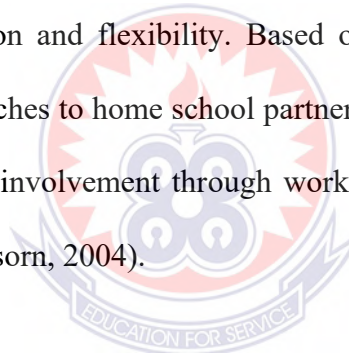 on and flexibility. Based o
ches to home school partner
involvement through work
sorn, 2004).
EDUCATION FOR SERVICE